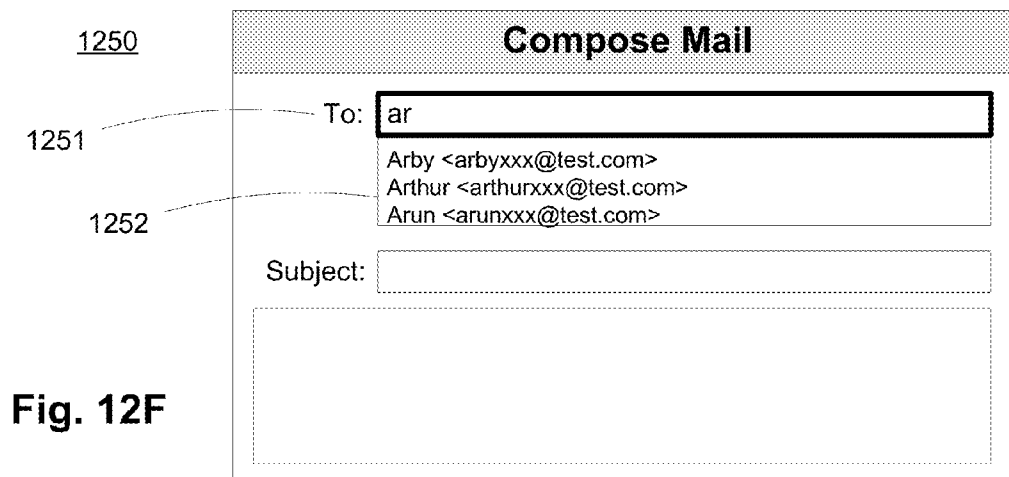 1250
Compose Mail
To: ar
1251
Arby <arbyxxx@test.com>
Arthur <arthurxxx@test.com>
Arun <arunxxx@test.com>
1252
Subject:
Fig. 12F